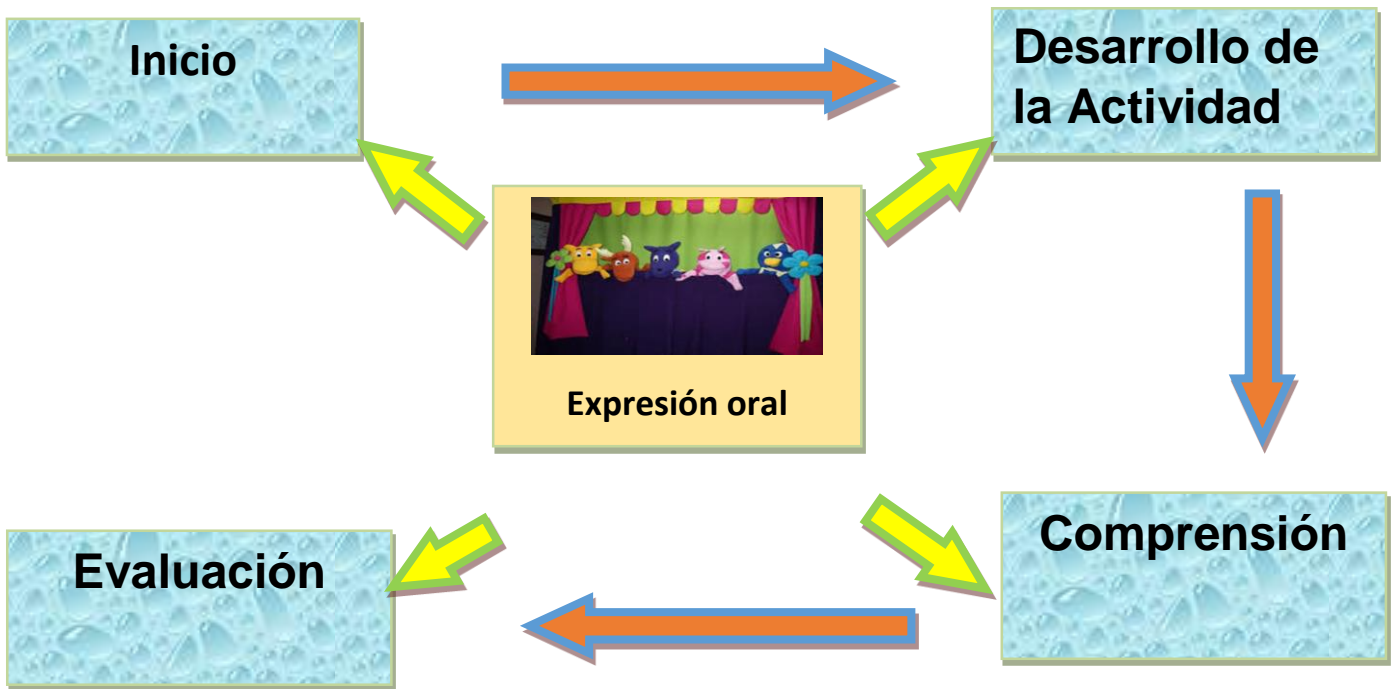 Inicio
Desarrollo de
la Actividad
Expresión oral
Evaluación
Comprensión